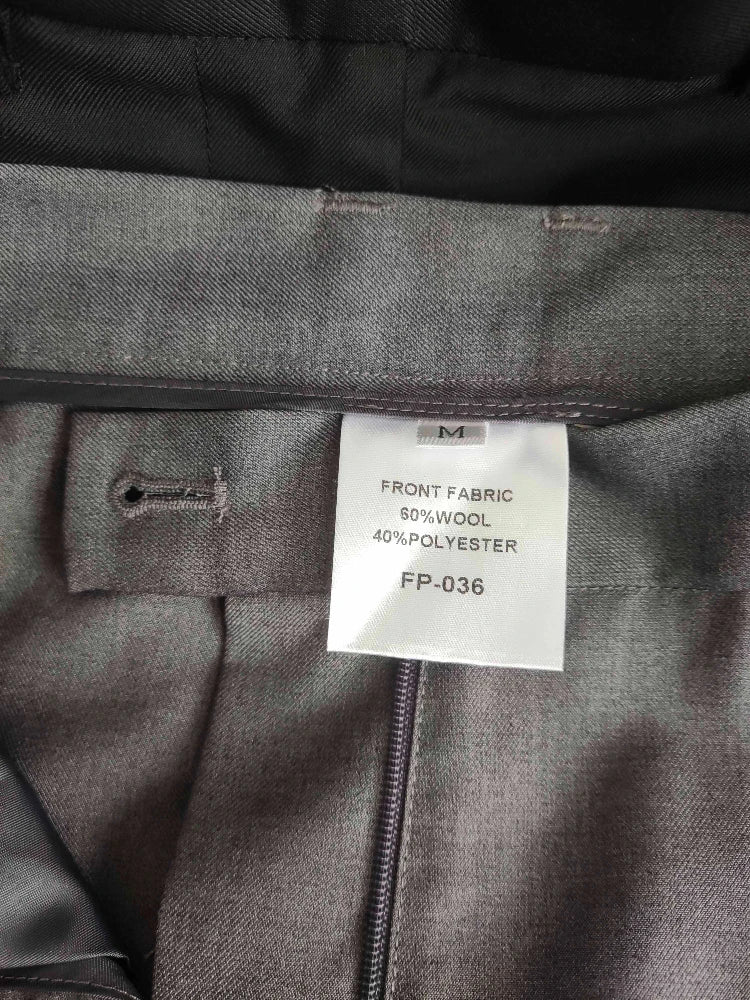 M
FRONT FABRIC
60%WOOL
40%POLYESTER
FP-036